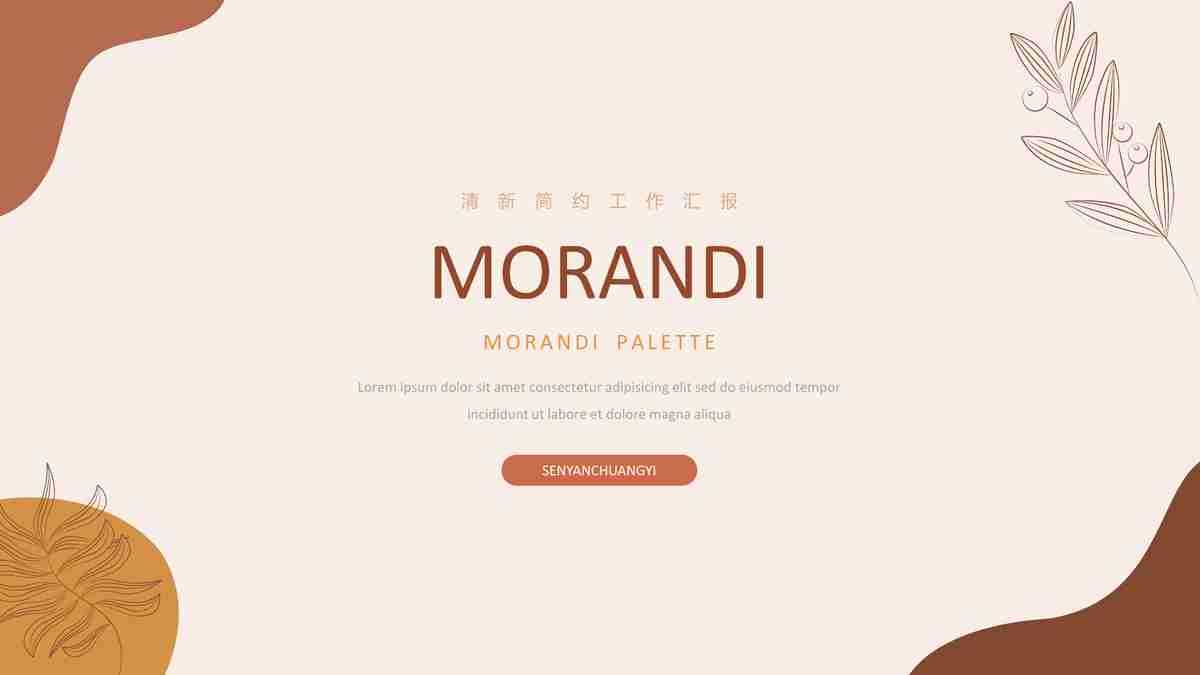 清新简约工作汇报
MORANDI
MORANDI PALETTE
Lorem ipsum dolor sit amet consectetur adipisicing elit sed do eiusmod tempor
incididunt ut labore et dolore magna aliqua
SENYANCHUANGYI